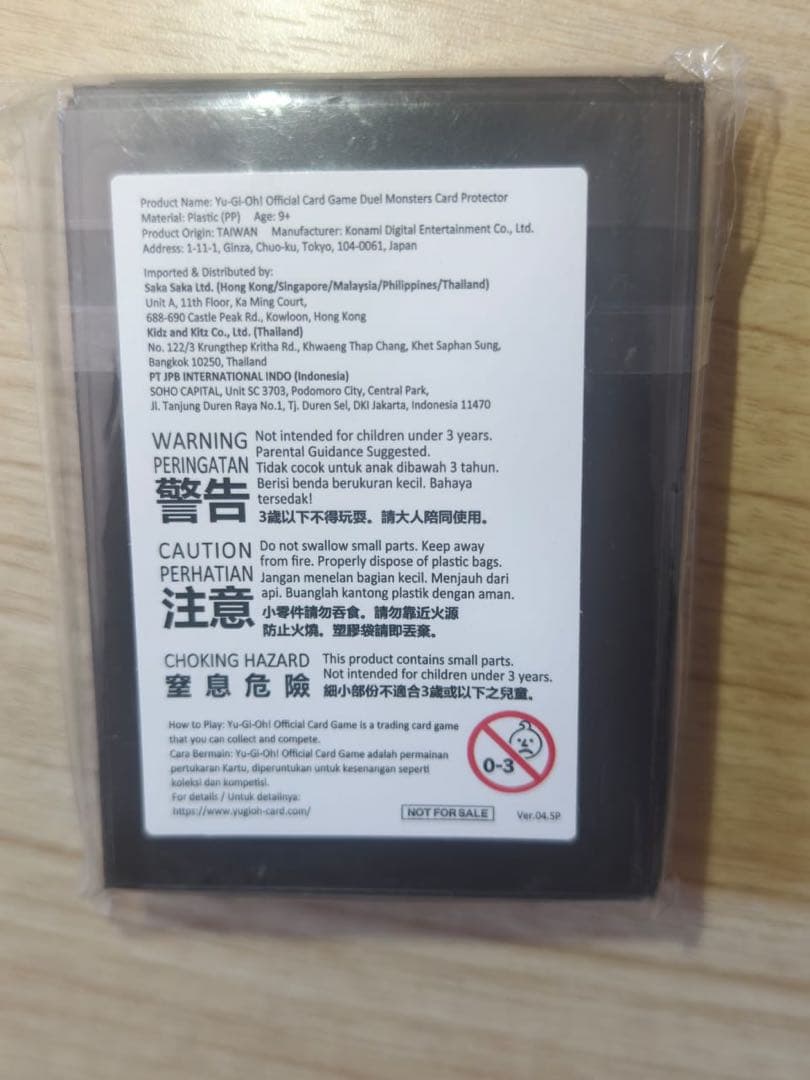 Product Name: Yu-Gi-Oh! Official Card Game Duel Monsters Card Protector
Material: Plastic (PP) Age: 9+
Product Origin: TAIWAN Manufacturer: Konami Digital Entertainment Co., Ltd.
Address: 1-11-1, Ginza, Chuo-ku, Tokyo, 104-0061, Japan
Imported & Distributed by:
Saka Saka Ltd. (Hong Kong/Singapore/Malaysia/Philippines/Thailand)
Unit A, 11th Floor, Ka Ming Court,
688-690 Castle Peak Rd., Kowloon, Hong Kong
Kidz and Kitz Co., Ltd. (Thailand)
No. 122/3 Krungthep Kritha Rd., Khwaeng Thap Chang, Khet Saphan Sung,
Bangkok 10250, Thailand
PT JPB INTERNATIONAL INDO (Indonesia)
SOHO CAPITAL, Unit SC 3703, Podomoro City, Central Park,
Jl. Tanjung Duren Raya No.1, Tj. Duren Sel, DKI Jakarta, Indonesia 11470
WARNING
PERINGATAN
警告
Not intended for children under 3 years.
Parental Guidance Suggested.
Tidak cocok untuk anak dibawah 3 tahun.
Berisi benda berukuran kecil. Bahaya
tersedak!
3歲以下不得玩耍。請大人陪同使用。
CAUTION
PERHATIAN
注意
Do not swallow small parts. Keep away
from fire. Properly dispose of plastic bags.
Jangan menelan bagian kecil. Menjauh dari
api. Buanglah kantong plastik dengan aman.
小零件請勿吞食。請勿靠近火源
防止火燒。塑膠袋請即丟棄。
CHOKING HAZARD
窒息危險
This product contains small parts.
Not intended for children under 3 years.
細小部份不適合3歲或以下之兒童。
How to Play: Yu-Gi-Oh! Official Card Game is a trading card game
that you can collect and compete.
Cara Bermain: Yu-Gi-Oh! Official Card Game adalah permainan
pertukaran Kartu, diperuntukan untuk kesenangan seperti
koleksi dan kompetisi.
For details / Untuk detailnya:
https://www.yugioh-card.com/
0-3
NOT FOR SALE
Ver.04.SP